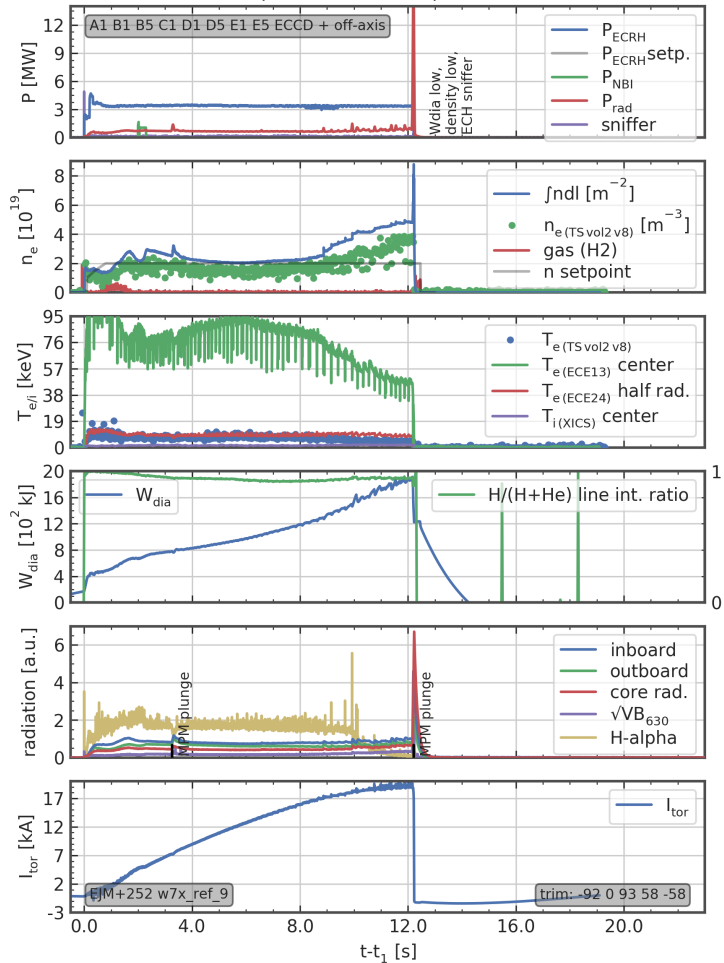 A1 B1 B5 C1 D1 D5 E1 E5 ECCD + off-axis
P [MW]
12
9
6
3
0
Wdia low,
density low,
ECH sniffer
P_ECRH
P_ECRH setp.
P_NBI
P_rad
sniffer
n_e [10^19]
8
6
4
2
0
∫ndl [m^−2]
n_e (TS vol2 v8) [m^−3]
gas (H2)
n setpoint
T_e/i [keV]
95
76
57
38
19
0
T_e (TS vol2 v8)
T_e (ECE13) center
T_e (ECE24) half rad.
T_i (XICS) center
W_dia [10^2 kJ]
20
16
12
8
4
0
W_dia
H/(H+He) line int. ratio
1
0
radiation [a.u.]
6
4
2
0
MPM plunge
MPM plunge
inboard
outboard
core rad.
√VB_630
H-alpha
I_tor [kA]
17
12
7
2
-3
I_tor
EJM+252 w7x_ref_9
trim: -92 0 93 58 -58
0.0 4.0 8.0 12.0 16.0 20.0
t-t_1 [s]